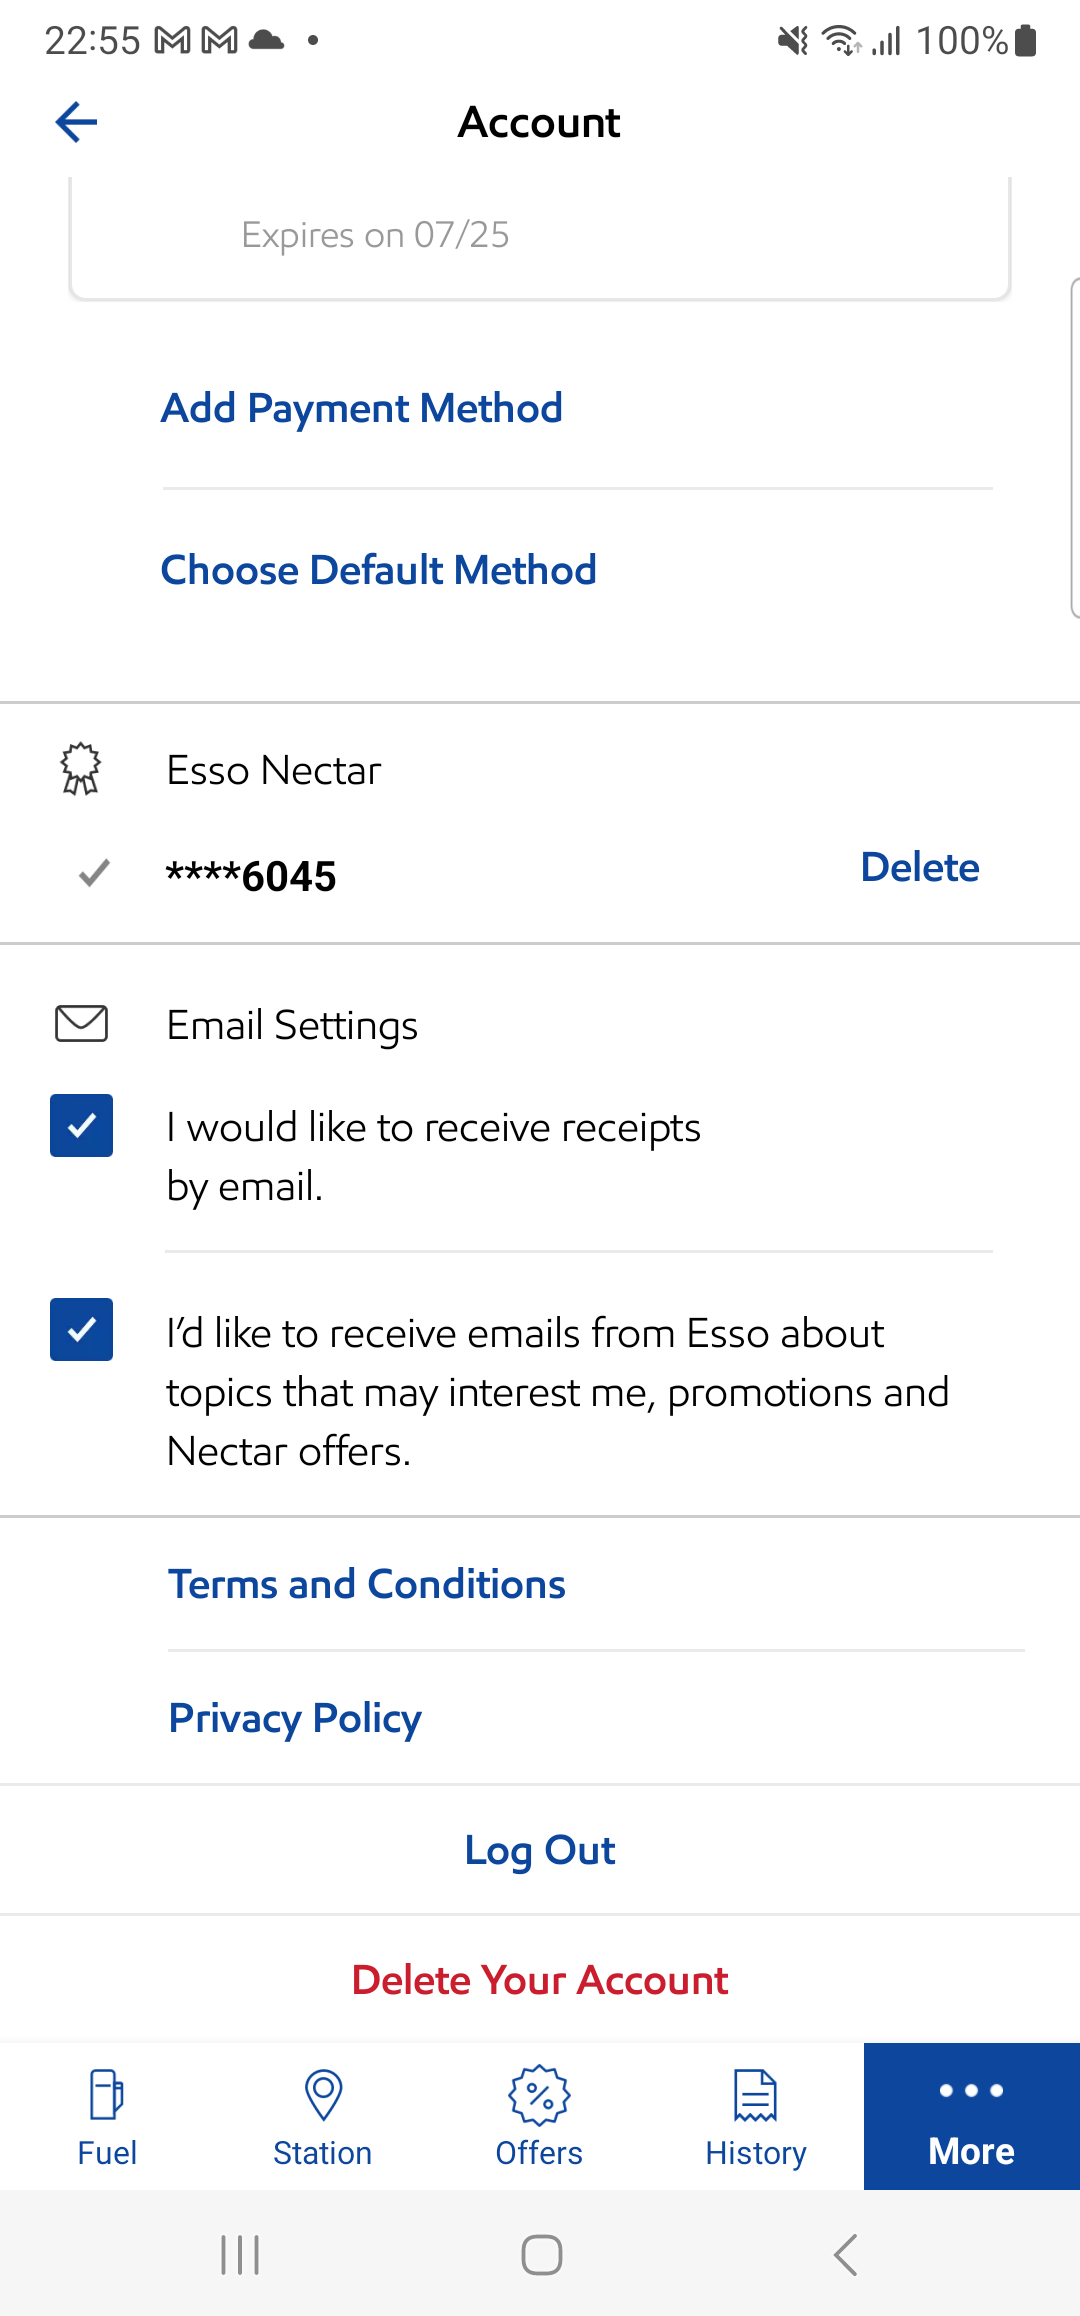 22:55
100%
Account
Expires on 07/25
Add Payment Method
Choose Default Method
Esso Nectar
****6045
Delete
Email Settings
I would like to receive receipts
by email.
I’d like to receive emails from Esso about
topics that may interest me, promotions and
Nectar offers.
Terms and Conditions
Privacy Policy
Log Out
Delete Your Account
Fuel
Station
Offers
History
More